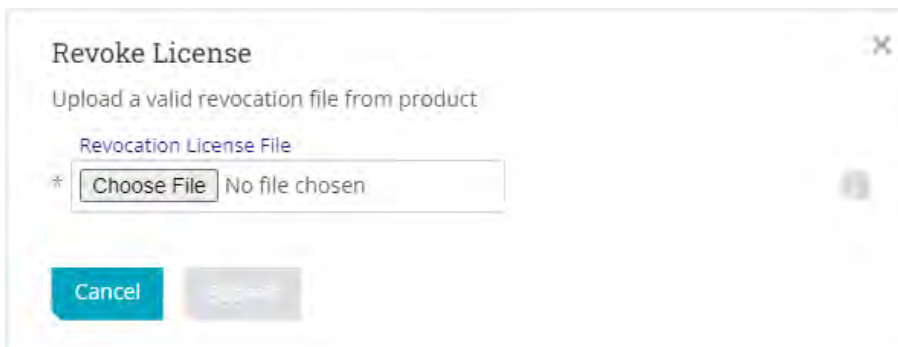 Revoke License
Upload a valid revocation file from product
Revocation License File
* Choose File No file chosen
Cancel